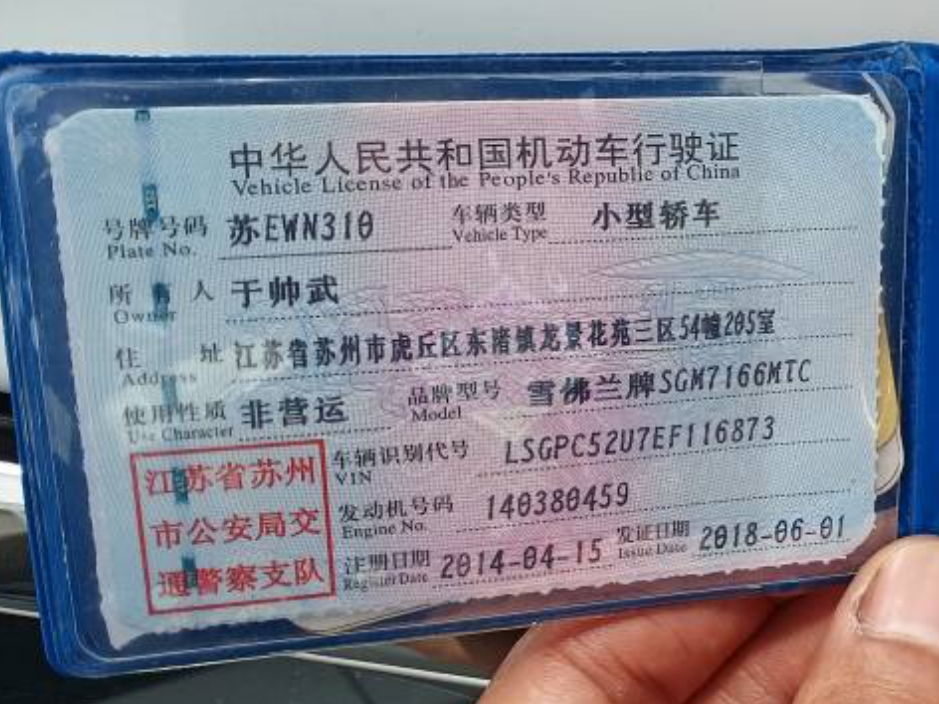 中华人民共和国机动车行驶证
Vehicle License of the People's Republic of China
号牌号码 苏EWN310 车辆类型 小型轿车
Plate No. Vehicle Type
所有人 于帅武
Owner
住址 江苏省苏州市虎丘区东渚镇龙景花苑三区54幢205室
Address
使用性质 非营运 品牌型号 雪佛兰牌SGM7166MTC
Use Character Model
车辆识别代号 LSGPC52U7EF116873
VIN
发动机号码 140380459
Engine No.
注册日期 2014-04-15 发证日期 2018-06-01
Register Date Issue Date
江苏省苏州
市公安局交
通警察支队